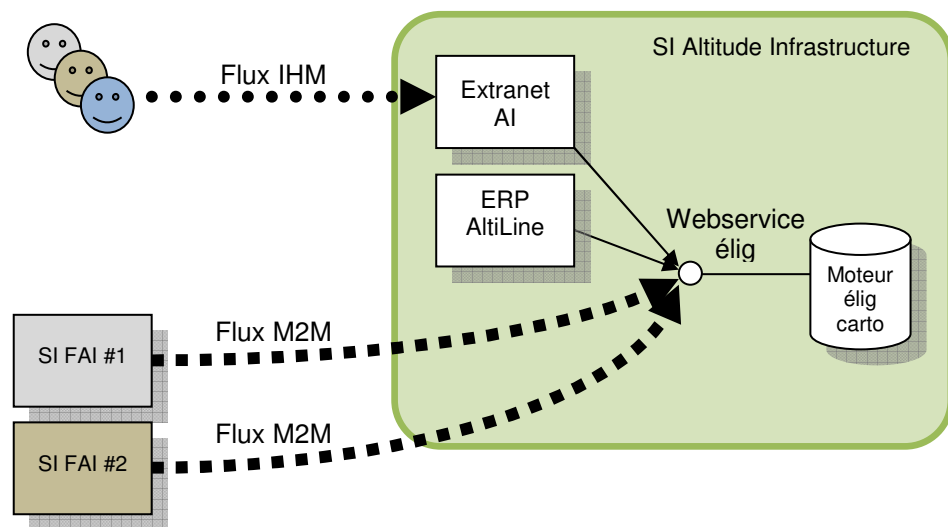 SI Altitude Infrastructure
Flux IHM
Extranet
AI
ERP
AltiLine
Webservice
élig
Moteur
élig
carto
Flux M2M
SI FAI #1
Flux M2M
SI FAI #2